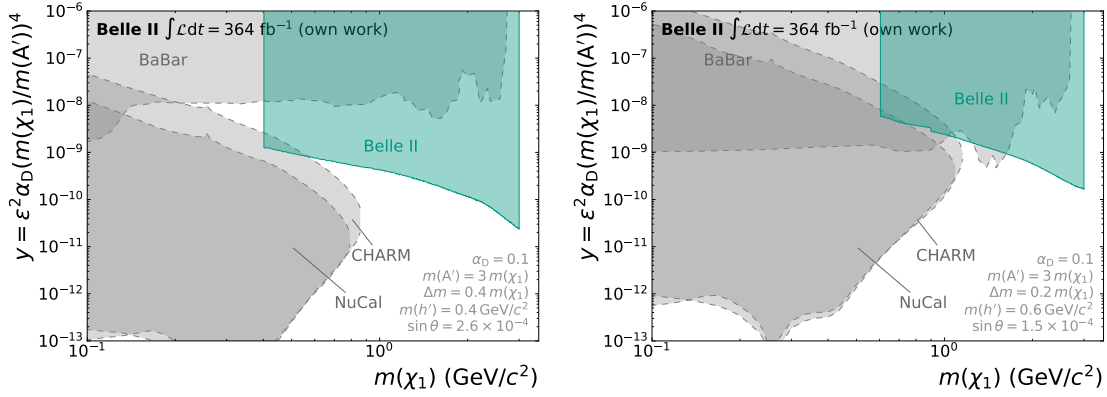 Belle II ∫ℒdt = 364 fb⁻¹ (own work)
BaBar
Belle II
CHARM
NuCal
α_D = 0.1
m(A′) = 3 m(χ₁)
Δm = 0.4 m(χ₁)
m(h′) = 0.4 GeV/c²
sin θ = 2.6 × 10⁻⁴
y = ε²α_D(m(χ₁)/m(A′))⁴
10⁻⁶
10⁻⁷
10⁻⁸
10⁻⁹
10⁻¹⁰
10⁻¹¹
10⁻¹²
10⁻¹³
10⁻¹ 10⁰
m(χ₁) (GeV/c²)
Belle II ∫ℒdt = 364 fb⁻¹ (own work)
BaBar
Belle II
CHARM
NuCal
α_D = 0.1
m(A′) = 3 m(χ₁)
Δm = 0.2 m(χ₁)
m(h′) = 0.6 GeV/c²
sin θ = 1.5 × 10⁻⁴
y = ε²α_D(m(χ₁)/m(A′))⁴
10⁻⁶
10⁻⁷
10⁻⁸
10⁻⁹
10⁻¹⁰
10⁻¹¹
10⁻¹²
10⁻¹³
10⁻¹ 10⁰
m(χ₁) (GeV/c²)